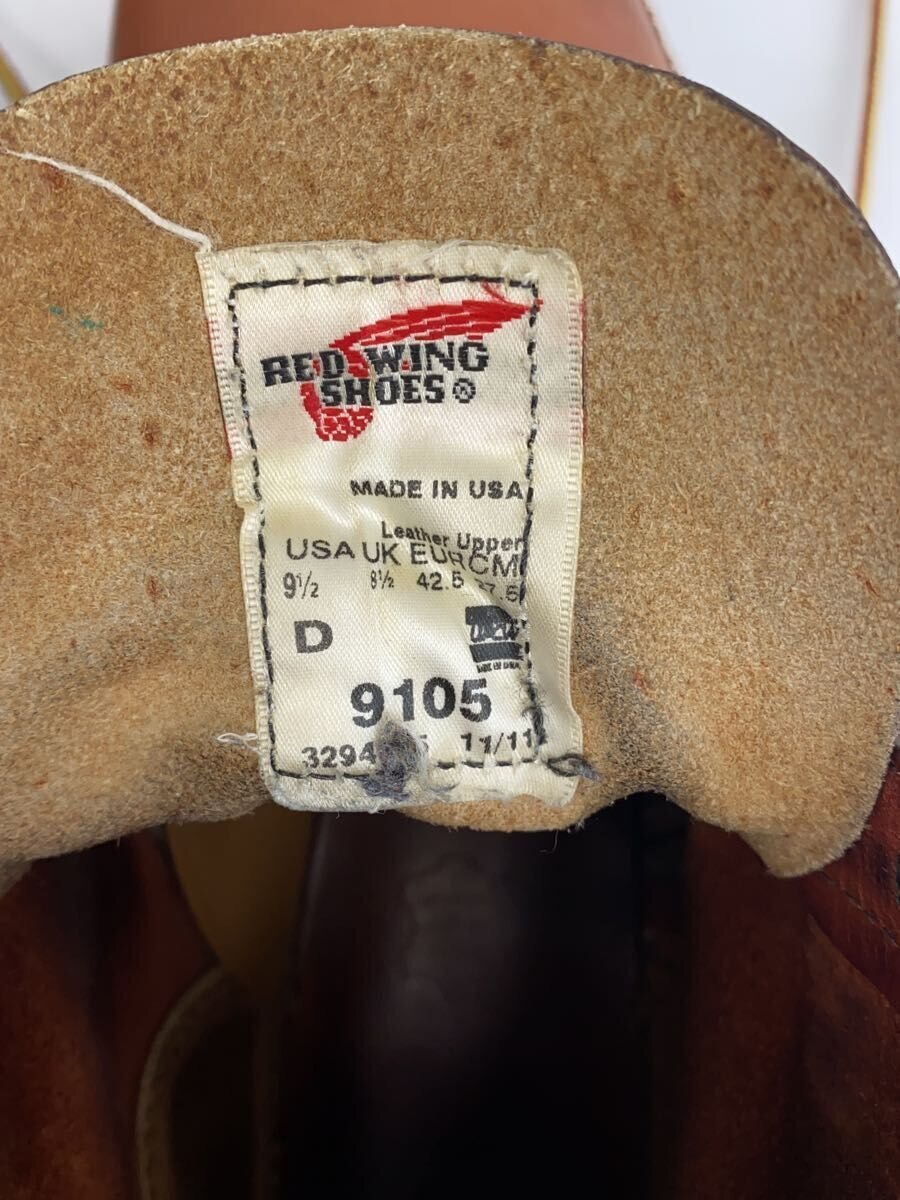 RED WING
SHOES®
MADE IN USA
Leather Upper
USA UK EUR CM
9½ 8½ 42.5
D
9105
11/11